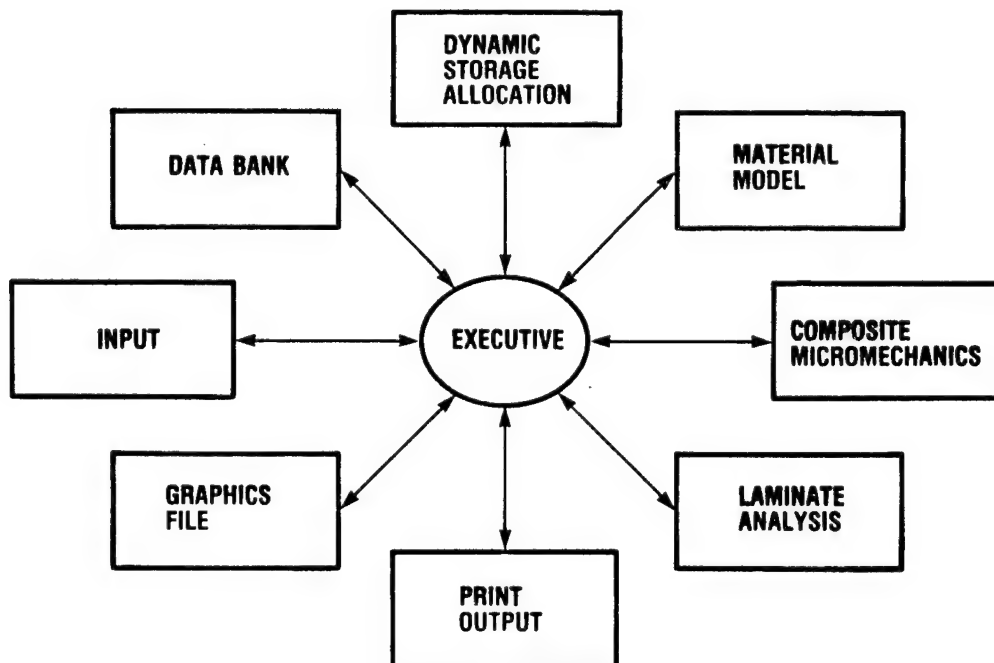 DYNAMIC
STORAGE
ALLOCATION
DATA BANK
MATERIAL
MODEL
INPUT
EXECUTIVE
COMPOSITE
MICROMECHANICS
GRAPHICS
FILE
LAMINATE
ANALYSIS
PRINT
OUTPUT